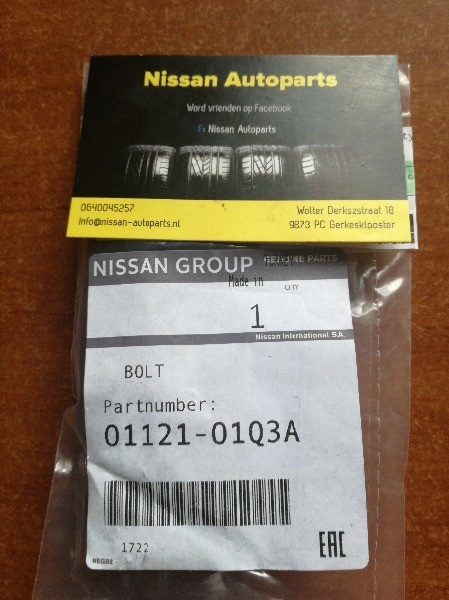 Nissan Autoparts
Word vrienden op Facebook
F: Nissan Autoparts
0640045257
Wolter Derkszstraat 18
info@nissan-autoparts.nl
9873 PC Gerkesklooster
NISSAN GROUP
GENUINE PARTS
Made in
QTY
1
Nissan International S.A.
BOLT
Partnumber:
01121-01Q3A
1722
EAC